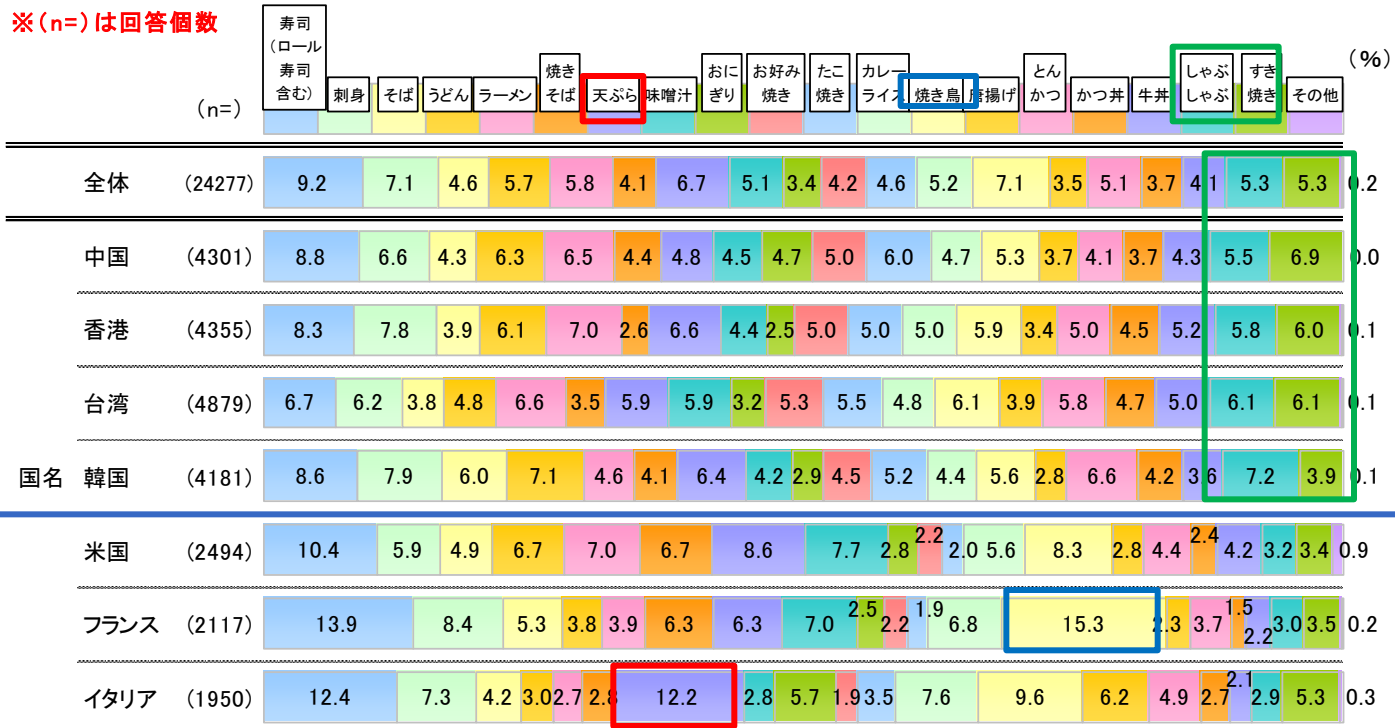 ※(n=)は回答個数
寿司
(ロール
寿司
含む)
刺身
そば
うどん
ラーメン
焼き
そば
天ぷら
味噌汁
おに
ぎり
お好み
焼き
たこ
焼き
カレー
ライス
焼き鳥
唐揚げ
とん
かつ
かつ丼
牛丼
しゃぶ
しゃぶ
すき
焼き
その他
(%)
(n=)
全体 (24277) 9.2 7.1 4.6 5.7 5.8 4.1 6.7 5.1 3.4 4.2 4.6 5.2 7.1 3.5 5.1 3.7 4.1 5.3 5.3 0.2
中国 (4301) 8.8 6.6 4.3 6.3 6.5 4.4 4.8 4.5 4.7 5.0 6.0 4.7 5.3 3.7 4.1 3.7 4.3 5.5 6.9 0.0
香港 (4355) 8.3 7.8 3.9 6.1 7.0 2.6 6.6 4.4 2.5 5.0 5.0 5.0 5.9 3.4 5.0 4.5 5.2 5.8 6.0 0.1
台湾 (4879) 6.7 6.2 3.8 4.8 6.6 3.5 5.9 5.9 3.2 5.3 5.5 4.8 6.1 3.9 5.8 4.7 5.0 6.1 6.1 0.1
国名 韓国 (4181) 8.6 7.9 6.0 7.1 4.6 4.1 6.4 4.2 2.9 4.5 5.2 4.4 5.6 2.8 6.6 4.2 3.6 7.2 3.9 0.1
米国 (2494) 10.4 5.9 4.9 6.7 7.0 6.7 8.6 7.7 2.8 2.2 2.0 5.6 8.3 2.8 4.4 2.4 4.2 3.2 3.4 0.9
フランス (2117) 13.9 8.4 5.3 3.8 3.9 6.3 6.3 7.0 2.5 2.2 1.9 6.8 15.3 2.3 3.7 1.5 2.2 3.0 3.5 0.2
イタリア (1950) 12.4 7.3 4.2 3.0 2.7 2.8 12.2 2.8 5.7 1.9 3.5 7.6 9.6 6.2 4.9 2.7 2.1 2.9 5.3 0.3